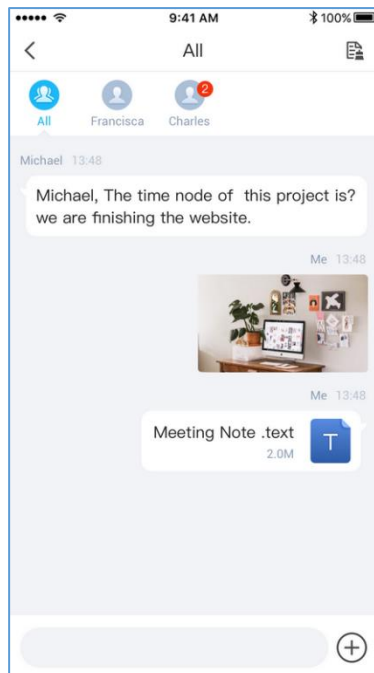 9:41 AM
100%
All
2
All
Francisca
Charles
Michael 13:48
Michael, The time node of this project is?
we are finishing the website.
Me 13:48
Me 13:48
Meeting Note .text
2.0M
T